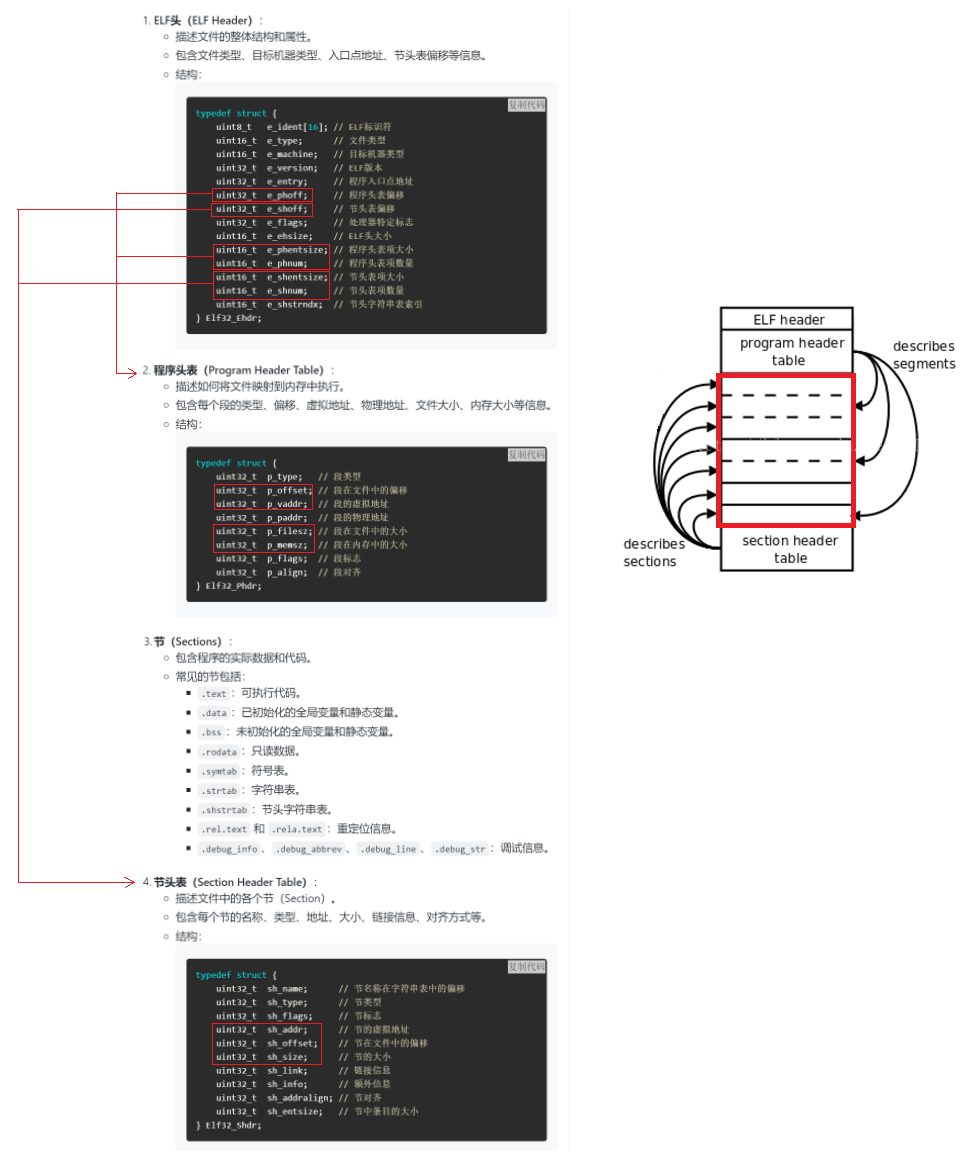 1. ELF头（ELF Header）：
描述文件的整体结构和属性。
包含文件类型、目标机器类型、入口点地址、节头表偏移等信息。
结构：
复制代码
typedef struct {
uint8_t e_ident[16]; // ELF标识符
uint16_t e_type; // 文件类型
uint16_t e_machine; // 目标机器类型
uint32_t e_version; // ELF版本
uint32_t e_entry; // 程序入口点地址
uint32_t e_phoff; // 程序头表偏移
uint32_t e_shoff; // 节头表偏移
uint32_t e_flags; // 处理器特定标志
uint16_t e_ehsize; // ELF头大小
uint16_t e_phentsize; // 程序头表项大小
uint16_t e_phnum; // 程序头表项数量
uint16_t e_shentsize; // 节头表项大小
uint16_t e_shnum; // 节头表项数量
uint16_t e_shstrndx; // 节头字符串表索引
} Elf32_Ehdr;
2. 程序头表（Program Header Table）：
描述如何将文件映射到内存中执行。
包含每个段的类型、偏移、虚拟地址、物理地址、文件大小、内存大小等信息。
结构：
复制代码
typedef struct {
uint32_t p_type; // 段类型
uint32_t p_offset; // 段在文件中的偏移
uint32_t p_vaddr; // 段的虚拟地址
uint32_t p_paddr; // 段的物理地址
uint32_t p_filesz; // 段在文件中的大小
uint32_t p_memsz; // 段在内存中的大小
uint32_t p_flags; // 段标志
uint32_t p_align; // 段对齐
} Elf32_Phdr;
3. 节（Sections）：
包含程序的实际数据和代码。
常见的节包括：
.text：可执行代码。
.data：已初始化的全局变量和静态变量。
.bss：未初始化的全局变量和静态变量。
.rodata：只读数据。
.symtab：符号表。
.strtab：字符串表。
.shstrtab：节头字符串表。
.rel.text 和 .rela.text：重定位信息。
.debug_info、.debug_abbrev、.debug_line、.debug_str：调试信息。
4. 节头表（Section Header Table）：
描述文件中的各个节（Section）。
包含每个节的名称、类型、地址、大小、链接信息、对齐方式等。
结构：
复制代码
typedef struct {
uint32_t sh_name; // 节名称在字符串表中的偏移
uint32_t sh_type; // 节类型
uint32_t sh_flags; // 节标志
uint32_t sh_addr; // 节的虚拟地址
uint32_t sh_offset; // 节在文件中的偏移
uint32_t sh_size; // 节的大小
uint32_t sh_link; // 链接信息
uint32_t sh_info; // 额外信息
uint32_t sh_addralign; // 节对齐
uint32_t sh_entsize; // 节中条目的大小
} Elf32_Shdr;
ELF header
program header
table
describes
segments
describes
sections
section header
table